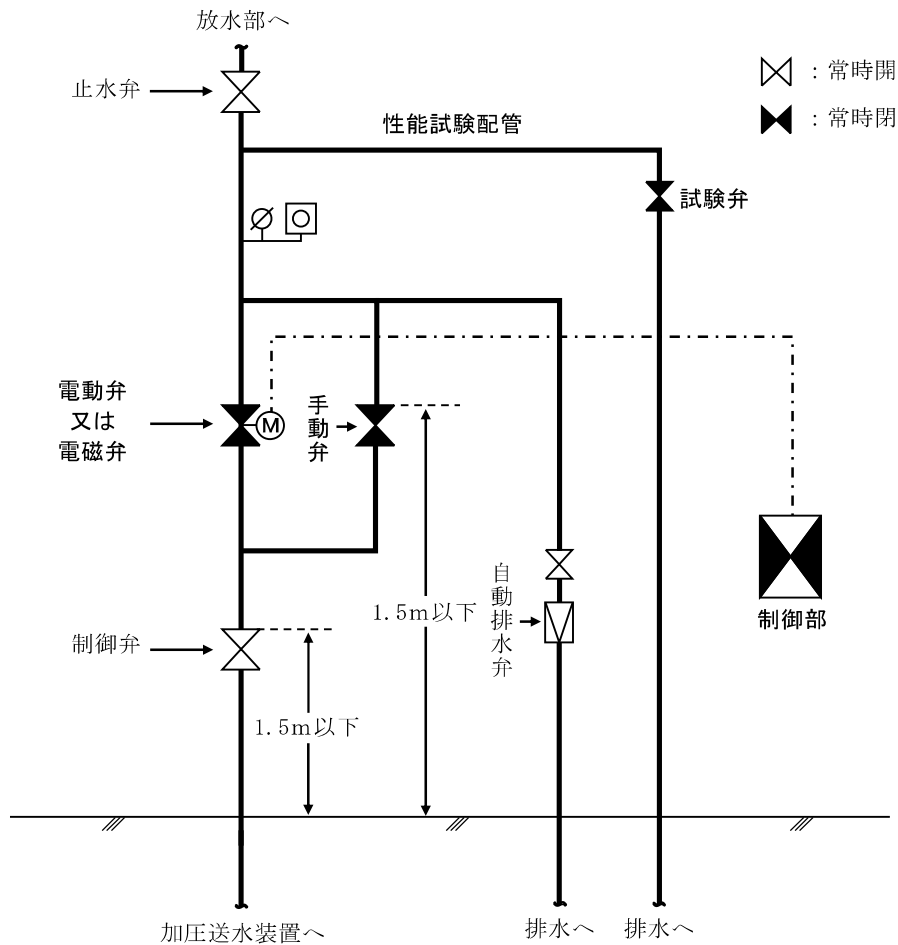 放水部へ
止水弁
：常時開
：常時閉
性能試験配管
試験弁
電動弁
又は
電磁弁
M
手動弁
自動排水弁
1.5m以下
制御部
制御弁
1.5m以下
加圧送水装置へ
排水へ
排水へ